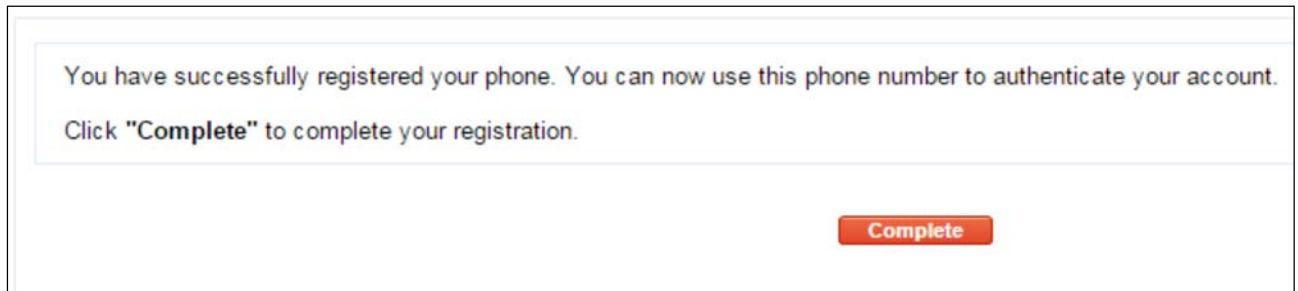 You have successfully registered your phone. You can now use this phone number to authenticate your account.
Click "Complete" to complete your registration.
Complete